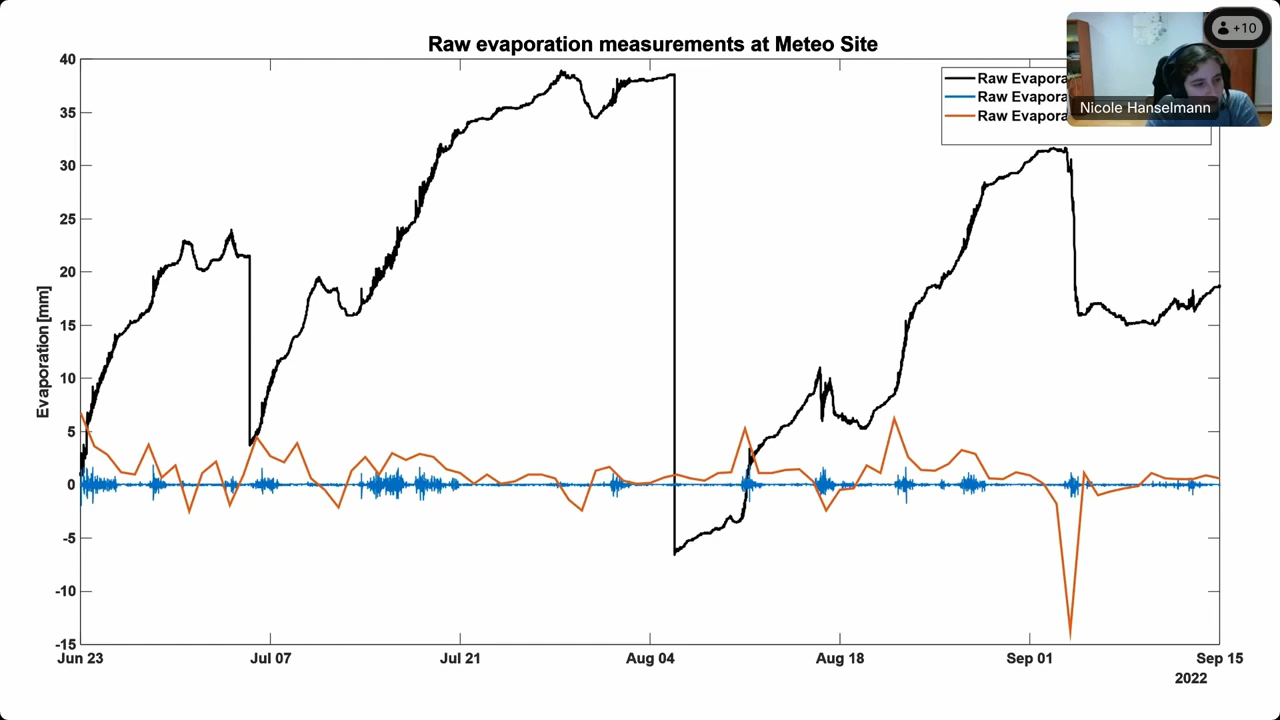 Raw evaporation measurements at Meteo Site
+10
Raw Evapora
Raw Evapora
Raw Evapora
Nicole Hanselmann
Evaporation [mm]
40
35
30
25
20
15
10
5
0
-5
-10
-15
Jun 23
Jul 07
Jul 21
Aug 04
Aug 18
Sep 01
Sep 15
2022